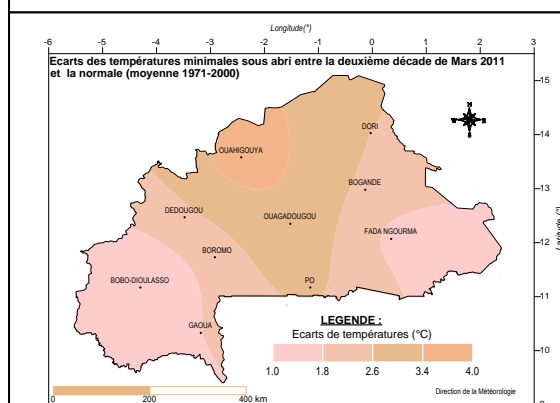 Longitude(°)
-6 -5 -4 -3 -2 -1 0 1 2 3
Ecarts des températures minimales sous abri entre la deuxième décade de Mars 2011
et la normale (moyenne 1971-2000)
15
N
W E
S
14
DORI
OUAHIGOUYA
13
BOGANDE
DEDOUGOU
OUAGADOUGOU
FADA NGOURMA
Latitude (°)
12
BOROMO
BOBO-DIOULASSO
PO
11
LEGENDE :
GAOUA
Ecarts de températures (°C)
10
1.0 1.8 2.6 3.4 4.0
Direction de la Météorologie
0 200 400 km
9